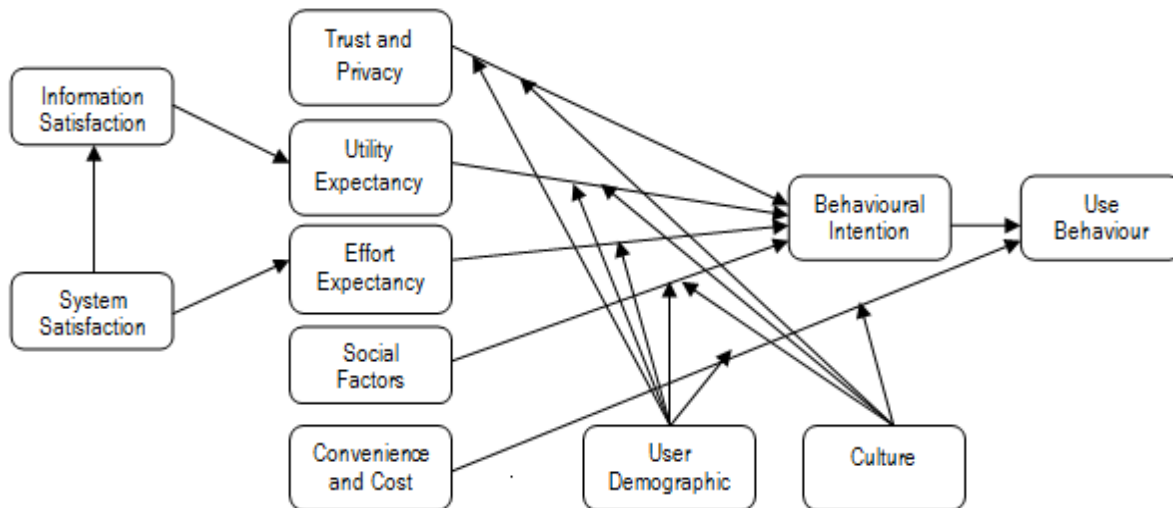 Trust and
Privacy
Information
Satisfaction
Utility
Expectancy
Behavioural
Intention
Use
Behaviour
Effort
Expectancy
System
Satisfaction
Social
Factors
Convenience
and Cost
User
Demographic
Culture